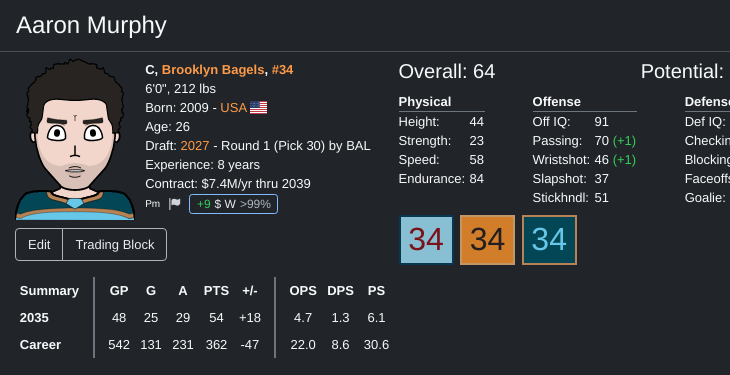 Aaron Murphy
C, Brooklyn Bagels, #34
6'0", 212 lbs
Born: 2009 - USA
Age: 26
Draft: 2027 - Round 1 (Pick 30) by BAL
Experience: 8 years
Contract: $7.4M/yr thru 2039
Pm +9 $ W >99%
Edit Trading Block
Overall: 64 Potential:
Physical Offense Defense
Height: 44 Off IQ: 91 Def IQ:
Strength: 23 Passing: 70 (+1) Checkin
Speed: 58 Wristshot: 46 (+1) Blocking
Endurance: 84 Slapshot: 37 Faceoffs
Stickhndl: 51 Goalie:
34 34 34
Summary GP G A PTS +/- OPS DPS PS
2035 48 25 29 54 +18 4.7 1.3 6.1
Career 542 131 231 362 -47 22.0 8.6 30.6